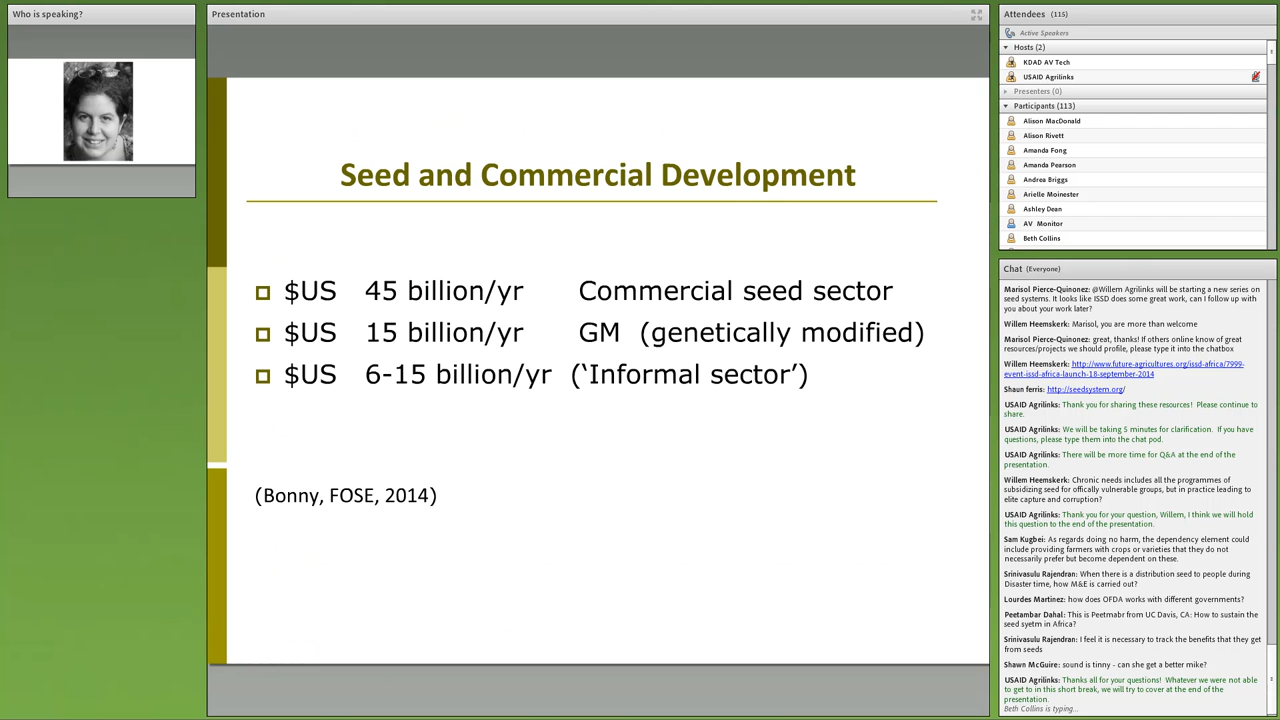 Who is speaking?
Presentation
Seed and Commercial Development
$US 45 billion/yr Commercial seed sector
$US 15 billion/yr GM (genetically modified)
$US 6-15 billion/yr (‘Informal sector’)
(Bonny, FOSE, 2014)
Attendees (115)
Active Speakers
Hosts (2)
KDAD AV Tech
USAID Agrilinks
Presenters (0)
Participants (113)
Alison MacDonald
Alison Rivett
Amanda Fong
Amanda Pearson
Andrea Briggs
Arielle Moinester
Ashley Dean
AV Monitor
Beth Collins
Chat (Everyone)
Marisol Pierce-Quinonez: @Willem Agrilinks will be starting a new series on
seed systems. It looks like ISSD does some great work, can I follow up with
you about your work later?
Willem Heemskerk: Marisol, you are more than welcome
Marisol Pierce-Quinonez: great, thanks! If others online know of great
resources/projects we should profile, please type it into the chatbox
Willem Heemskerk: http://www.future-agricultures.org/issd-africa/7999-
event-issd-africa-launch-18-september-2014
Shaun ferris: http://seedsystem.org/
USAID Agrilinks: Thank you for sharing these resources! Please continue to
share.
USAID Agrilinks: We will be taking 5 minutes for clarification. If you have
questions, please type them into the chat pod.
USAID Agrilinks: There will be more time for Q&A at the end of the
presentation.
Willem Heemskerk: Chronic needs includes all the programmes of
subsidizing seed for offically vulnerable groups, but in practice leading to
elite capture and corruption?
USAID Agrilinks: Thank you for your question, Willem, I think we will hold
this question to the end of the presentation.
Sam Kugbei: As regards doing no harm, the dependency element could
include providing farmers with crops or varieties that they do not
necessarily prefer but become dependent on these.
Srinivasulu Rajendran: When there is a distribution seed to people during
Disaster time, how M&E is carried out?
Lourdes Martinez: how does OFDA works with different governments?
Peetambar Dahal: This is Peetmabr from UC Davis, CA: How to sustain the
seed syetm in Africa?
Srinivasulu Rajendran: I feel it is necessary to track the benefits that they get
from seeds
Shawn McGuire: sound is tinny - can she get a better mike?
USAID Agrilinks: Thanks all for your questions! Whatever we were not able
to get to in this short break, we will try to cover at the end of the
presentation.
Beth Collins is typing...